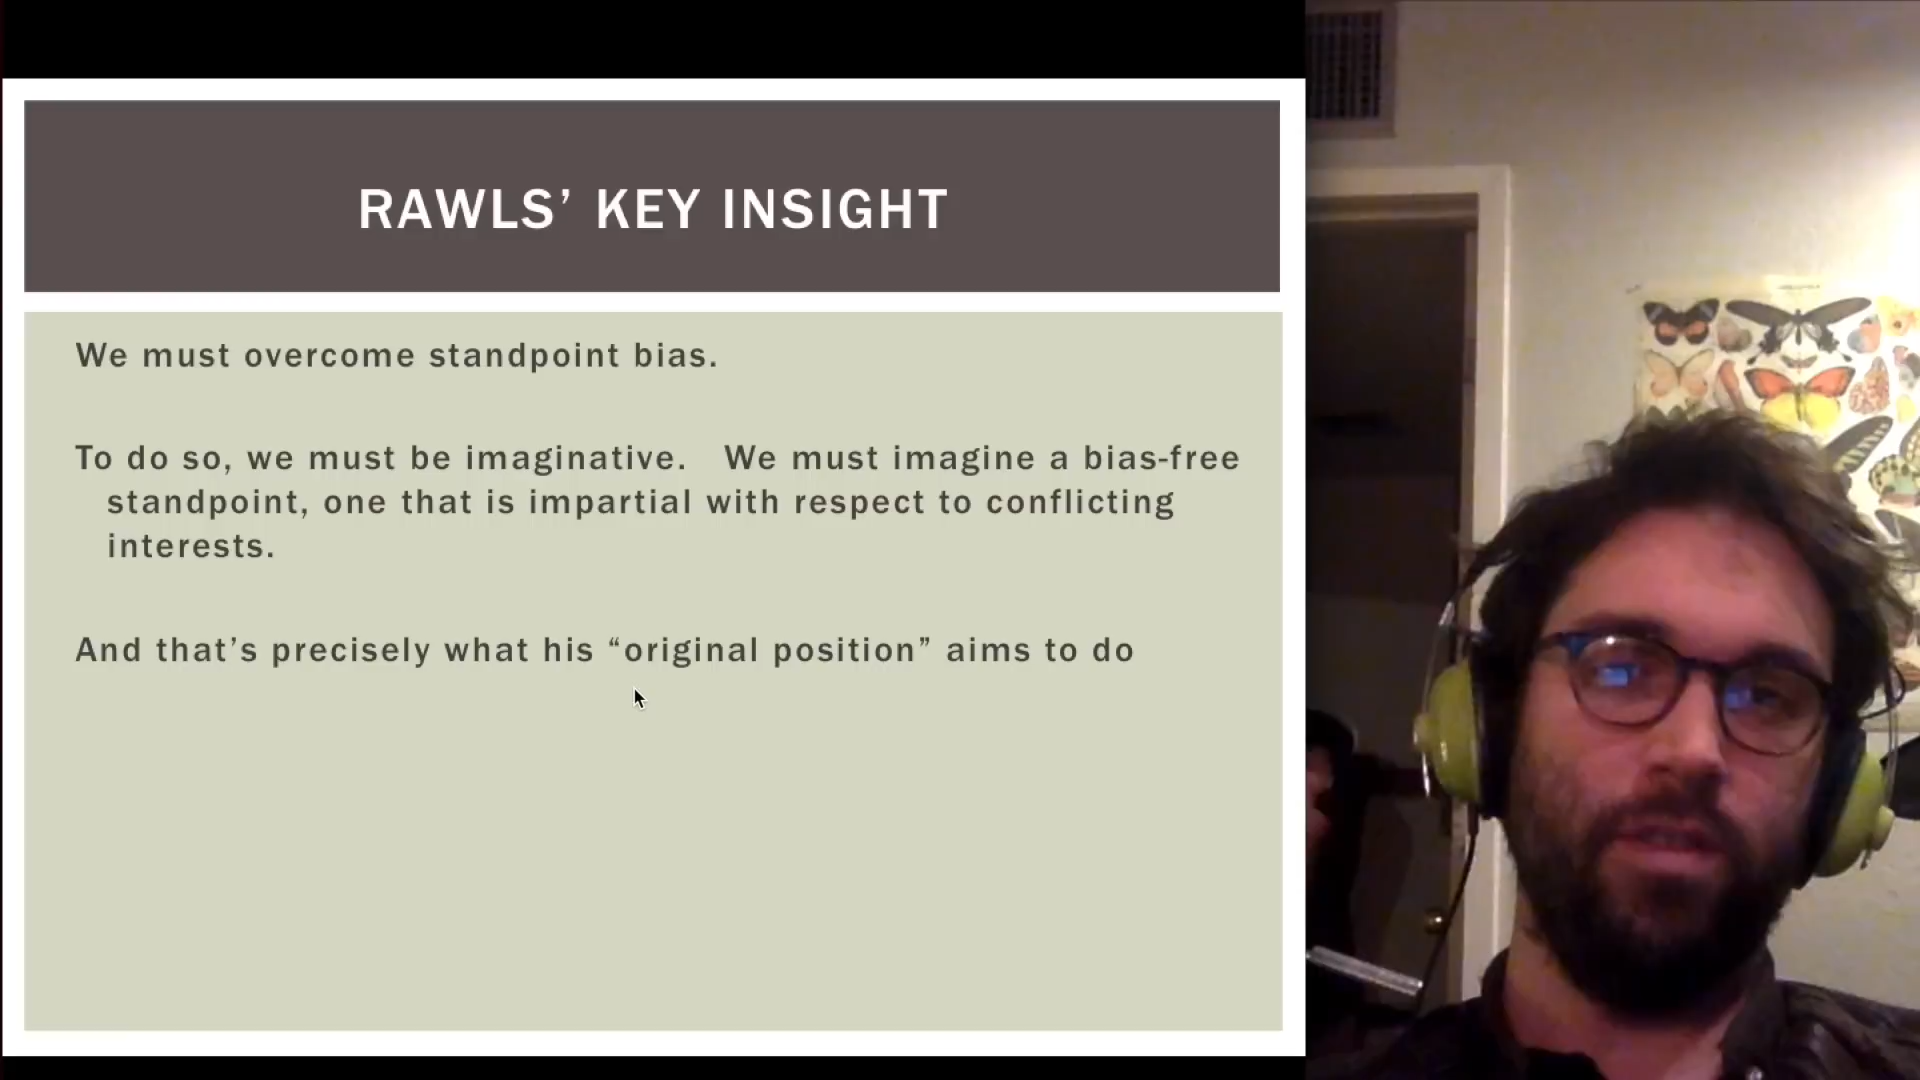 RAWLS’ KEY INSIGHT
We must overcome standpoint bias.
To do so, we must be imaginative. We must imagine a bias-free
standpoint, one that is impartial with respect to conflicting
interests.
And that’s precisely what his “original position” aims to do